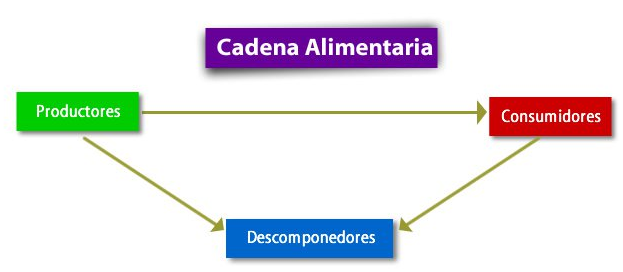 Cadena Alimentaria
Productores
Consumidores
Descomponedores